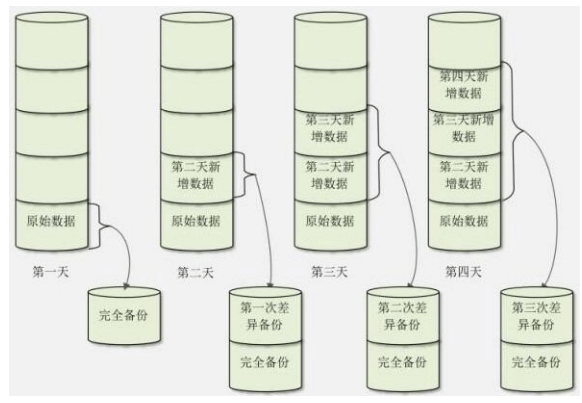 第四天新
增数据
第三天新
增数据
第三天新增
数据
第二天新
增数据
第二天新
增数据
第二天新
增数据
原始数据
原始数据
原始数据
原始数据
第一天
第二天
第三天
第四天
完全备份
第一次差
异备份
完全备份
第二次差
异备份
完全备份
第三次差
异备份
完全备份